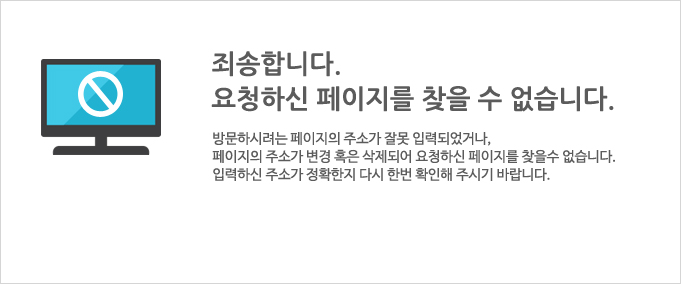 죄송합니다.
요청하신 페이지를 찾을 수 없습니다.
방문하시려는 페이지의 주소가 잘못 입력되었거나,
페이지의 주소가 변경 혹은 삭제되어 요청하신 페이지를 찾을수 없습니다.
입력하신 주소가 정확한지 다시 한번 확인해 주시기 바랍니다.